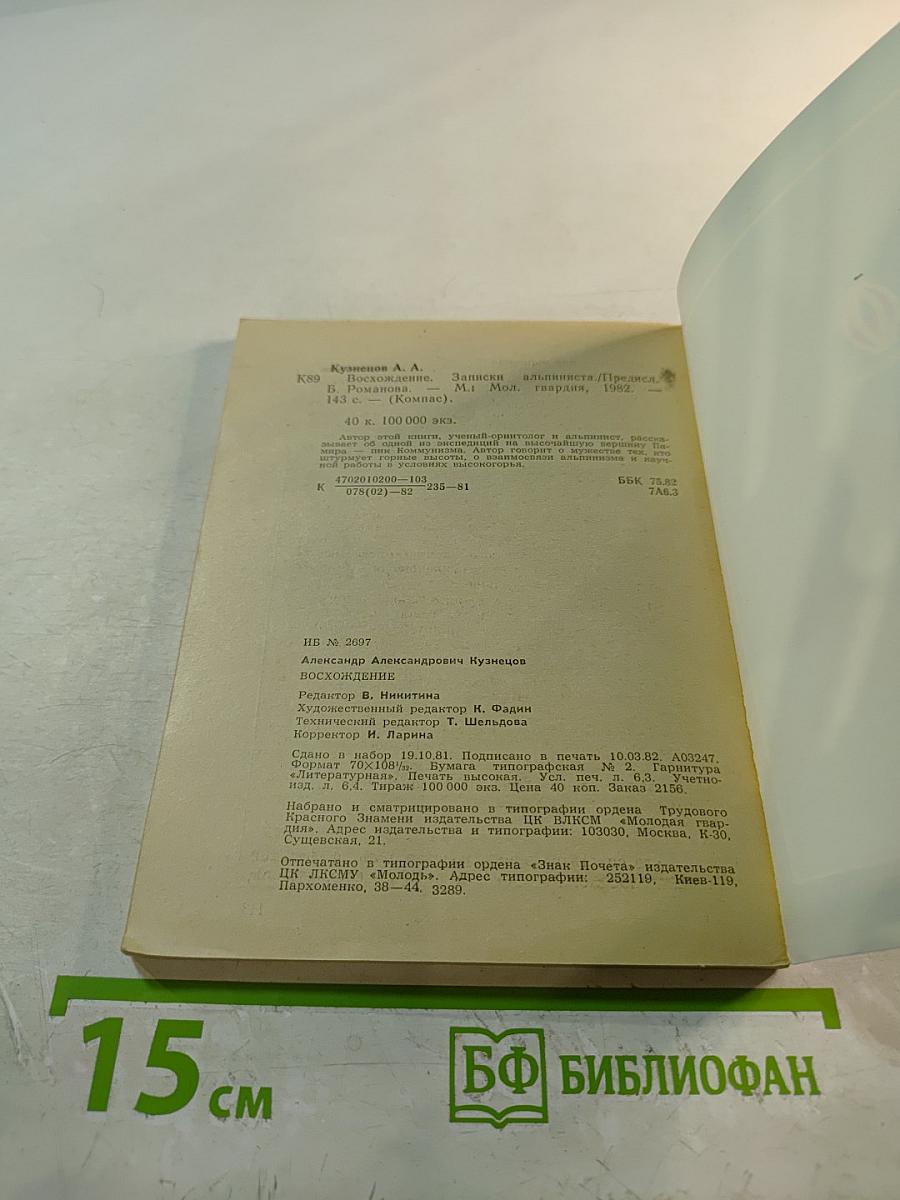 Кузнецов А. А.
К89 Восхождение. Записки альпиниста./Предисл.
Б. Романова. — М.: Мол. гвардия, 1982. —
143 с. — (Компас).
40 к. 100 000 экз.
Автор этой книги, ученый-орнитолог и альпинист, расска-
зывает об одной из экспедиций на высочайшую вершину Па-
мира — пик Коммунизма. Автор говорит о мужестве тех, кто
штурмует горные высоты, о взаимосвязи альпинизма и науч-
ной работы в условиях высокогорья.
К 4702010200—103 235—81
078(02)—82
ББК 75.82
7А6.3
ИБ № 2697
Александр Александрович Кузнецов
ВОСХОЖДЕНИЕ
Редактор В. Никитина
Художественный редактор К. Фадин
Технический редактор Т. Шельдова
Корректор И. Ларина
Сдано в набор 19.10.81. Подписано в печать 10.03.82. А03247.
Формат 70×108¹/₃₂. Бумага типографская № 2. Гарнитура
«Литературная». Печать высокая. Усл. печ. л. 6,3. Учетно-
изд. л. 6,4. Тираж 100 000 экз. Цена 40 коп. Заказ 2156.
Набрано и сматрицировано в типографии ордена Трудового
Красного Знамени издательства ЦК ВЛКСМ «Молодая гвар-
дия». Адрес издательства и типографии: 103030, Москва, К-30,
Сущевская, 21.
Отпечатано в типографии ордена «Знак Почета» издательства
ЦК ЛКСМУ «Молодь». Адрес типографии: 252119, Киев-119,
Пархоменко, 38—44. 3289.
15 см
БФ БИБЛИОФАН